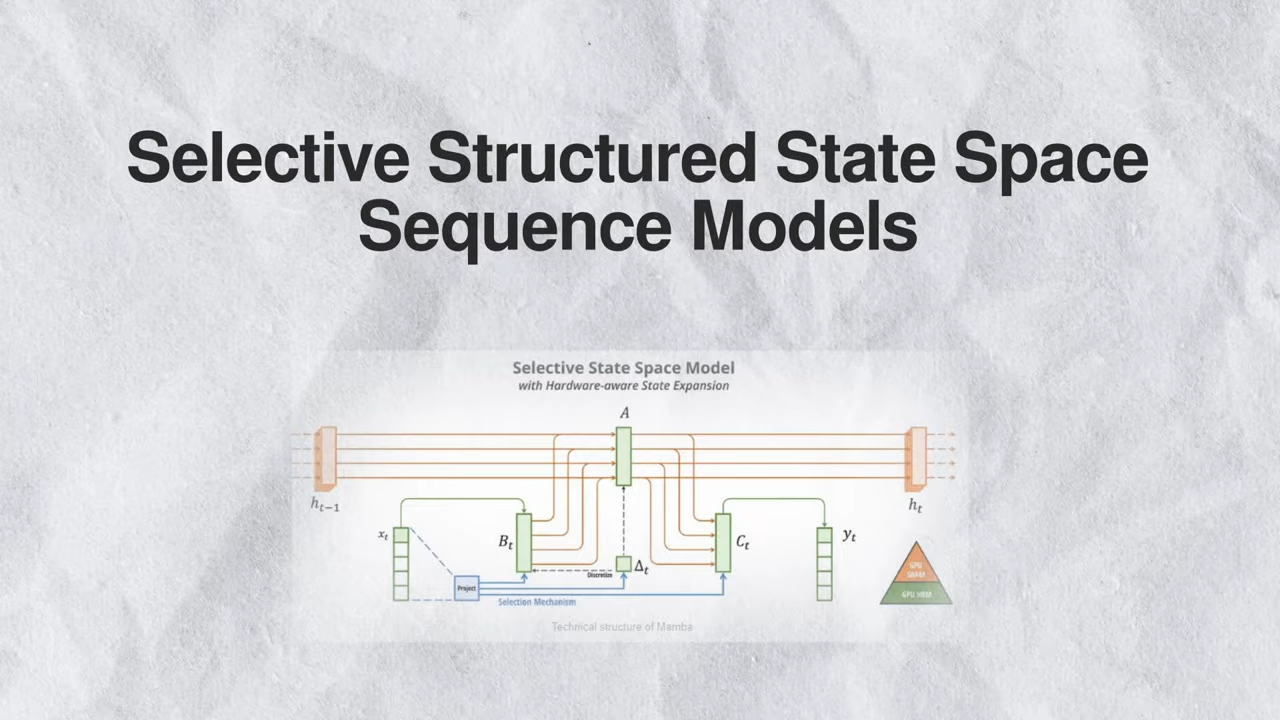 Selective Structured State Space
Sequence Models
Selective State Space Model
with Hardware-aware State Expansion
A
h_{t-1}
h_t
x_t
B_t
C_t
y_t
Δ_t
Discretize
Project
Selection Mechanism
GPU
SRAM
GPU HBM
Technical structure of Mamba